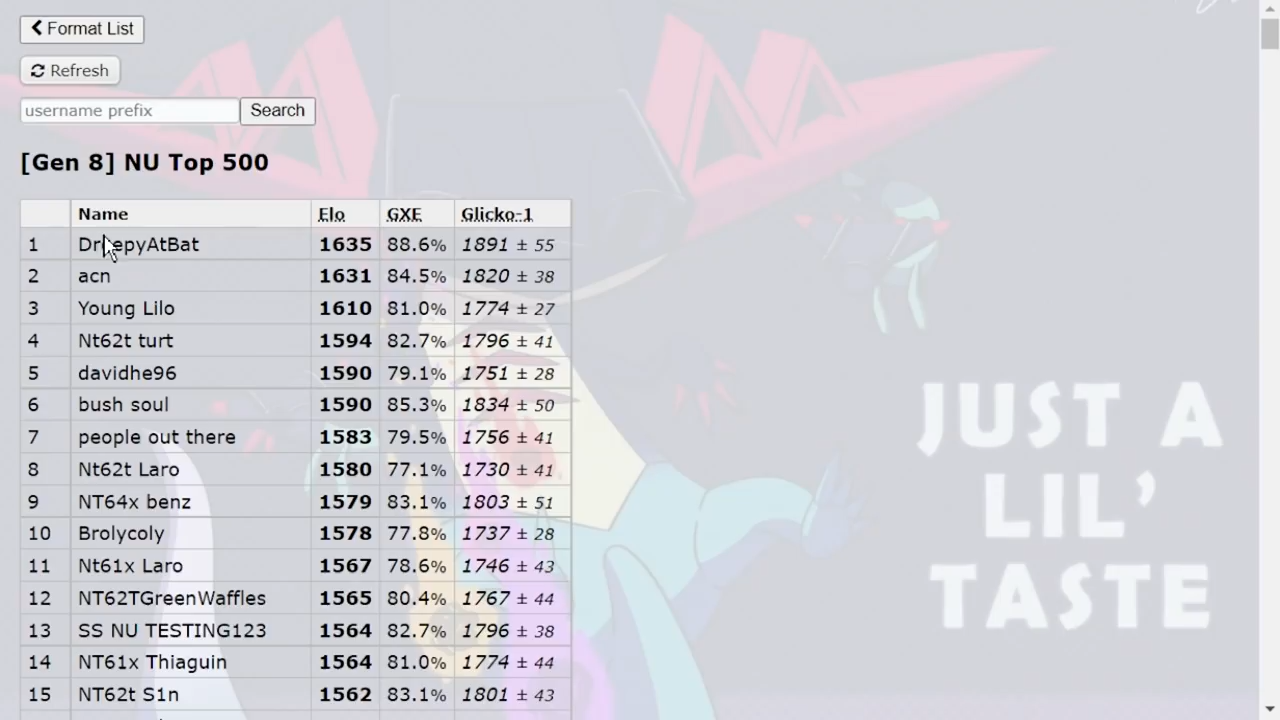 Format List
Refresh
username prefix Search
[Gen 8] NU Top 500
Name Elo GXE Glicko-1
1 DreepyAtBat 1635 88.6% 1891 ± 55
2 acn 1631 84.5% 1820 ± 38
3 Young Lilo 1610 81.0% 1774 ± 27
4 Nt62t turt 1594 82.7% 1796 ± 41
5 davidhe96 1590 79.1% 1751 ± 28
6 bush soul 1590 85.3% 1834 ± 50
7 people out there 1583 79.5% 1756 ± 41
8 Nt62t Laro 1580 77.1% 1730 ± 41
9 NT64x benz 1579 83.1% 1803 ± 51
10 Brolycoly 1578 77.8% 1737 ± 28
11 Nt61x Laro 1567 78.6% 1746 ± 43
12 NT62TGreenWaffles 1565 80.4% 1767 ± 44
13 SS NU TESTING123 1564 82.7% 1796 ± 38
14 NT61x Thiaguin 1564 81.0% 1774 ± 44
15 NT62t S1n 1562 83.1% 1801 ± 43
JUST A
LIL'
TASTE